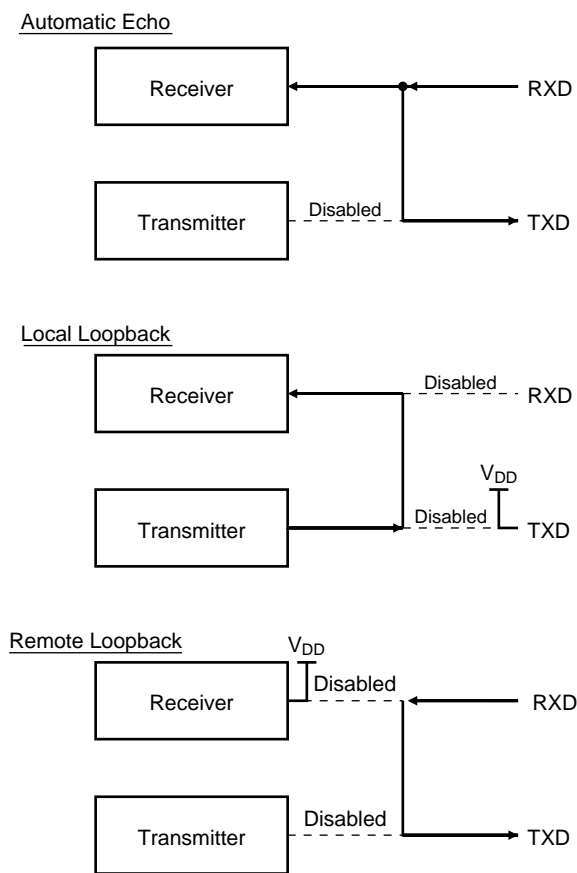 Automatic Echo
Receiver
RXD
Transmitter
Disabled
TXD
Local Loopback
Receiver
Disabled
RXD
VDD
Transmitter
Disabled
TXD
Remote Loopback
VDD
Receiver
Disabled
RXD
Transmitter
Disabled
TXD